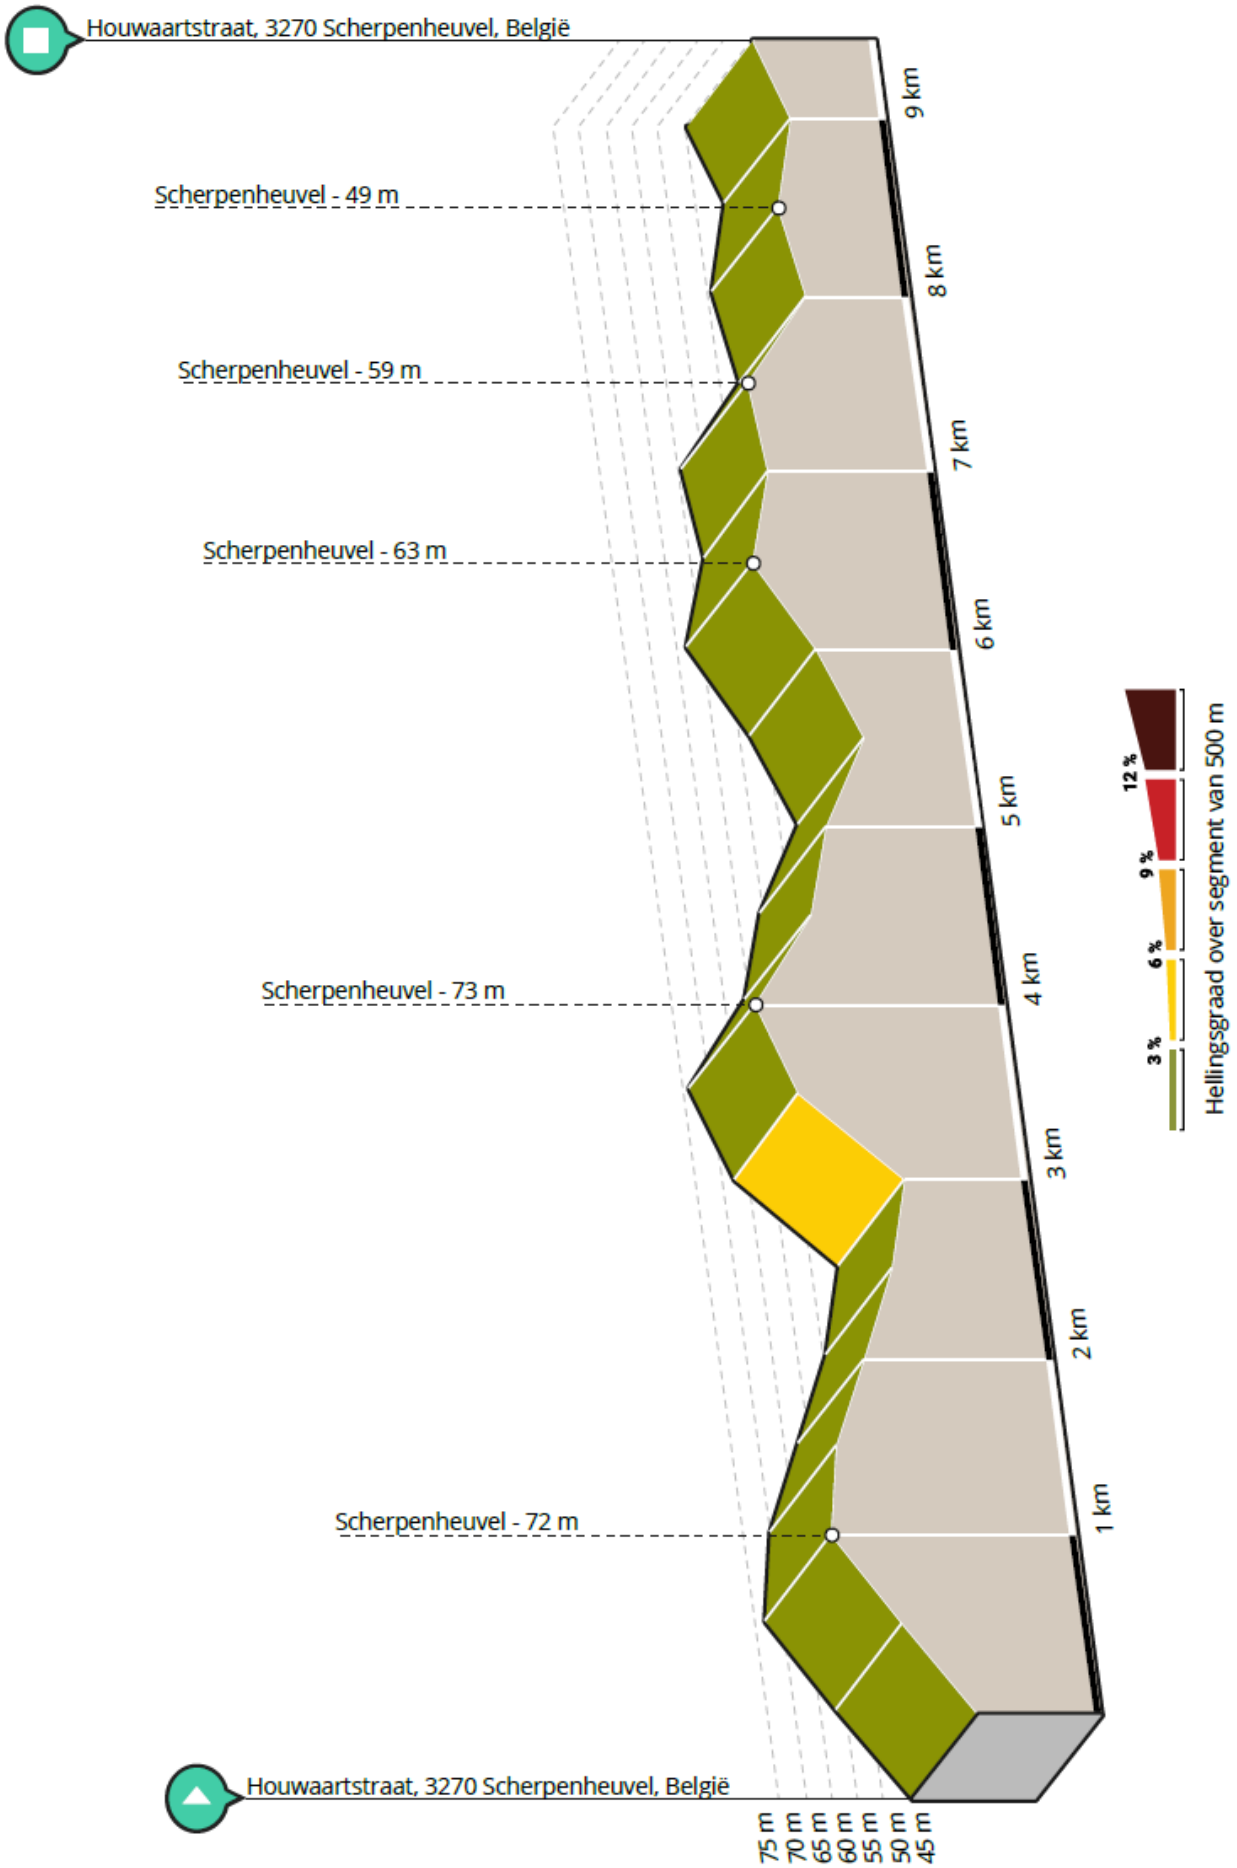 Houwaartstraat, 3270 Scherpenheuvel, België
9 km
Scherpenheuvel - 49 m
8 km
Scherpenheuvel - 59 m
7 km
Scherpenheuvel - 63 m
6 km
5 km
Scherpenheuvel - 73 m
4 km
3 km
2 km
Scherpenheuvel - 72 m
1 km
Houwaartstraat, 3270 Scherpenheuvel, België
75 m
70 m
65 m
60 m
55 m
50 m
45 m
3 %
6 %
9 %
12 %
Hellingsgraad over segment van 500 m